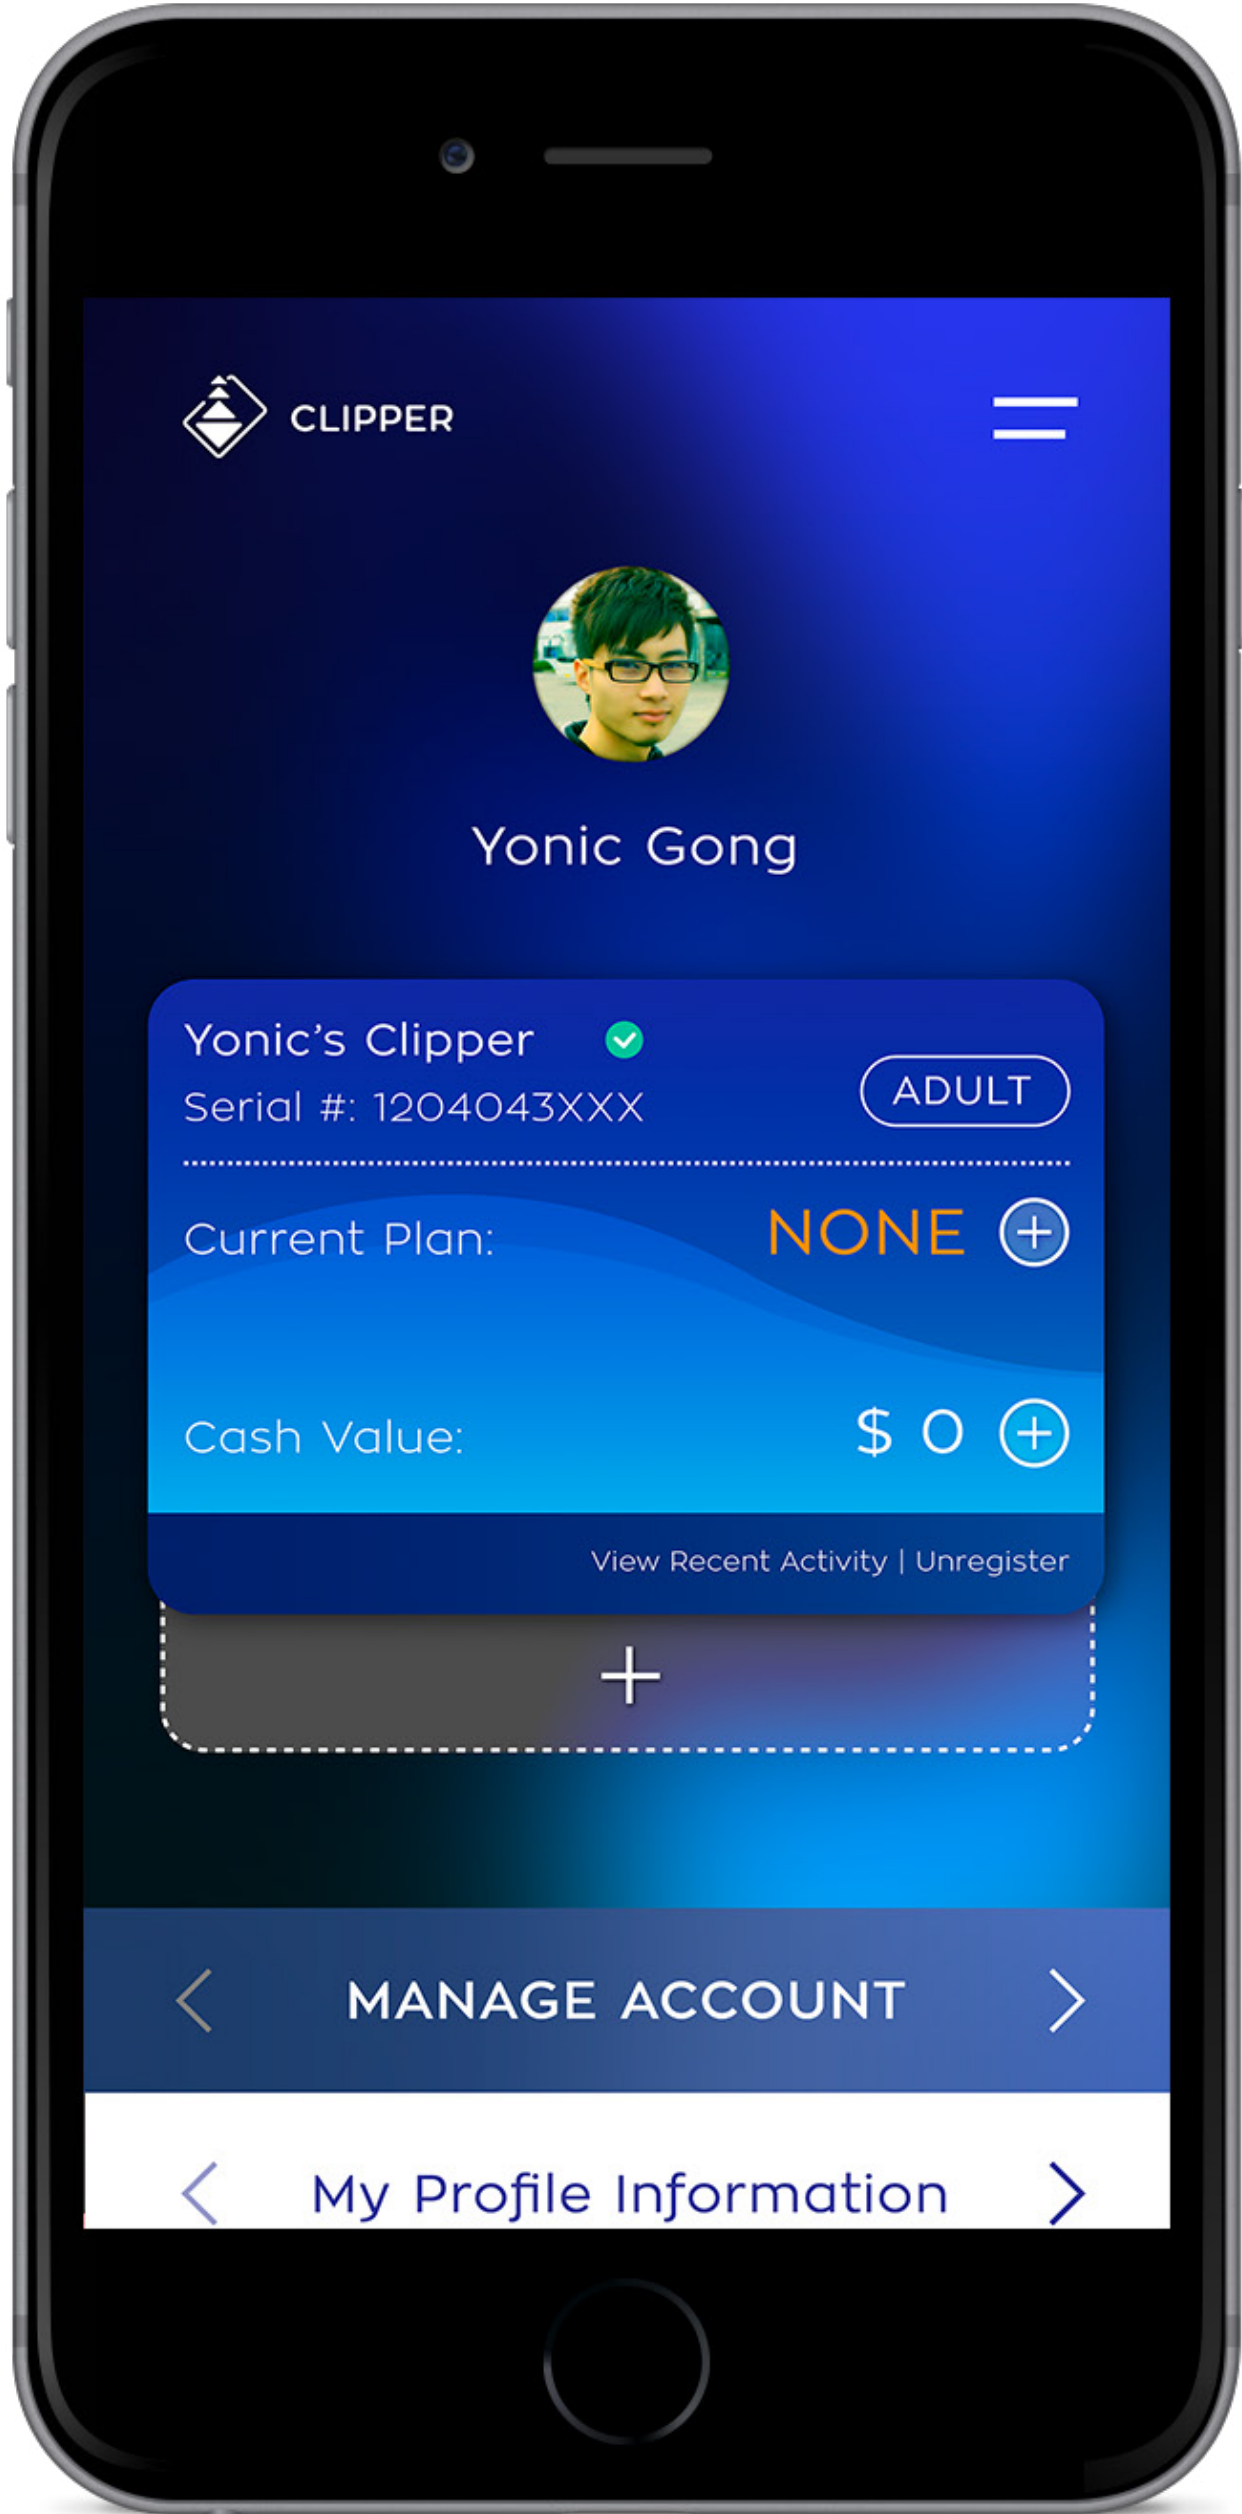 CLIPPER
Yonic Gong
Yonic’s Clipper
Serial #: 1204043XXX
ADULT
Current Plan: NONE
Cash Value: $ 0
View Recent Activity | Unregister
MANAGE ACCOUNT
My Profile Information